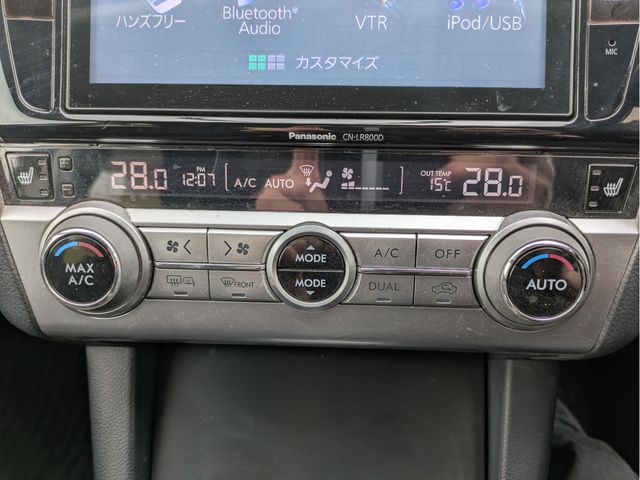 ハンズフリー
Bluetooth® Audio
VTR
iPod/USB
MIC
カスタマイズ
Panasonic CN-LR800D
28.0 PM 12:07 A/C AUTO OUT TEMP 15℃ 28.0
MAX A/C
MODE
A/C
OFF
AUTO
FRONT
MODE
DUAL